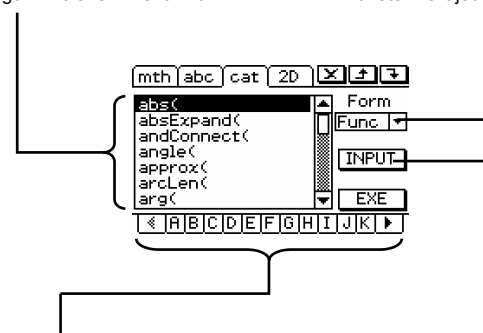 mth abc cat 2D
abs( Form
absExpand( Func
andConnect(
angle( INPUT
approx(
arcLen(
arg( EXE
A B C D E F G H I J K